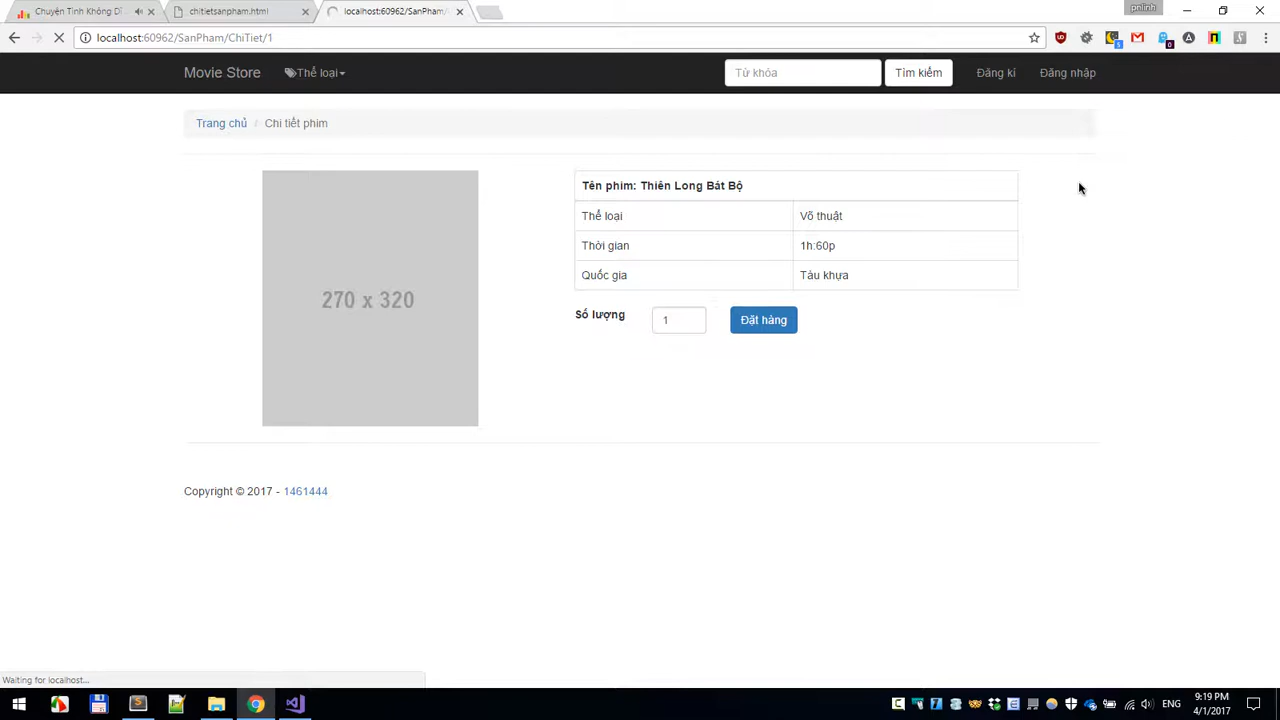 Chuyện Tình Không Dĩ
chitietsanpham.html
localhost:60962/SanPham/
pnlinh
localhost:60962/SanPham/ChiTiet/1
Movie Store
Thể loại
Từ khóa
Tìm kiếm
Đăng kí
Đăng nhập
Trang chủ / Chi tiết phim
270 x 320
Tên phim: Thiên Long Bát Bộ
Thể loại
Võ thuật
Thời gian
1h:60p
Quốc gia
Tàu khựa
Số lượng
1
Đặt hàng
Copyright © 2017 - 1461444
Waiting for localhost...
ENG
9:19 PM
4/1/2017